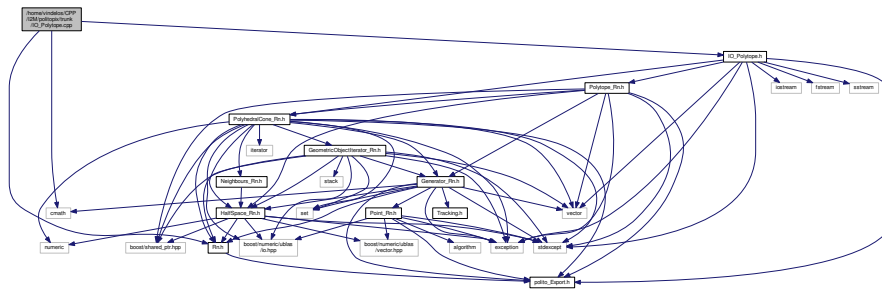 /home/vindelos/CPP
/I2M/politopix/trunk
/IO_Polytope.cpp
IO_Polytope.h
Polytope_Rn.h
iostream
fstream
sstream
PolyhedralCone_Rn.h
iterator
GeometricObjectIterator_Rn.h
Neighbours_Rn.h
stack
Generator_Rn.h
cmath
HalfSpace_Rn.h
set
Point_Rn.h
Tracking.h
vector
numeric
boost/shared_ptr.hpp
Rn.h
boost/numeric/ublas
/io.hpp
boost/numeric/ublas
/vector.hpp
algorithm
exception
stdexcept
polito_Export.h